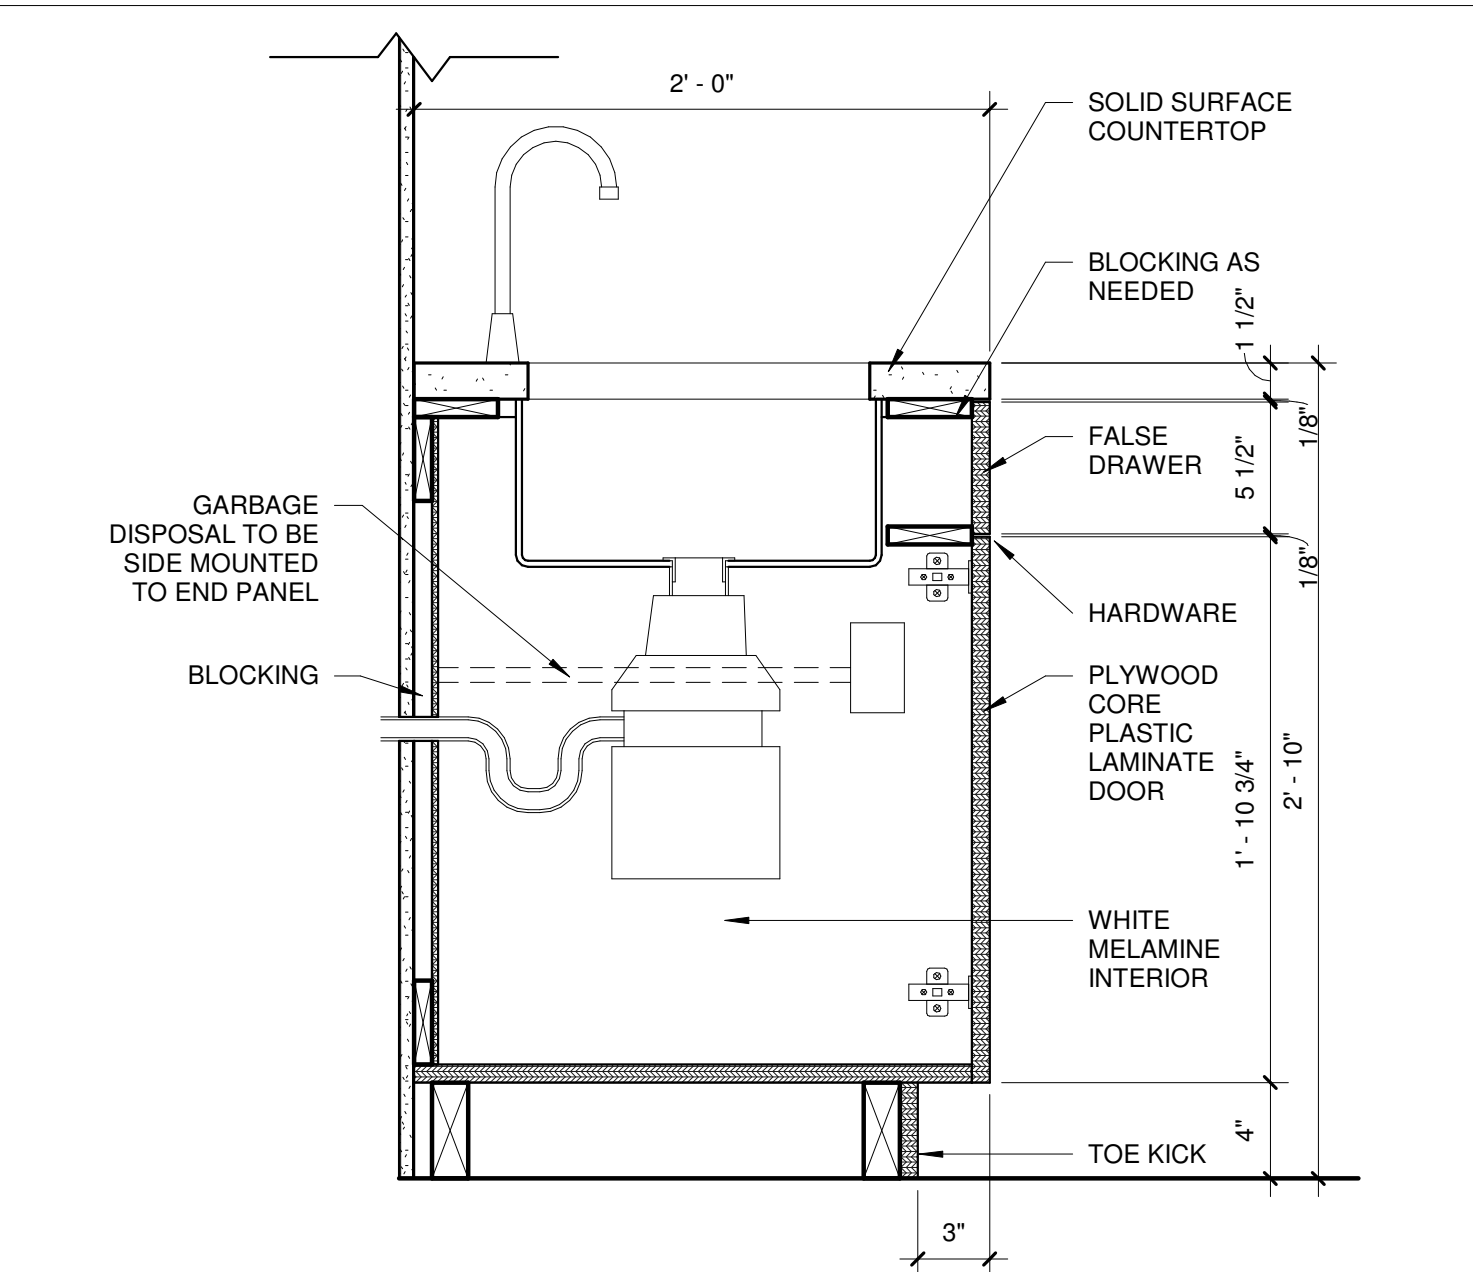 2' - 0"
SOLID SURFACE
COUNTERTOP
BLOCKING AS
NEEDED
1 1/2"
1/8"
FALSE
DRAWER
5 1/2"
GARBAGE
DISPOSAL TO BE
SIDE MOUNTED
TO END PANEL
1/8"
HARDWARE
BLOCKING
PLYWOOD
CORE
PLASTIC
LAMINATE
DOOR
1' - 10 3/4"
2' - 10"
WHITE
MELAMINE
INTERIOR
4"
TOE KICK
3"